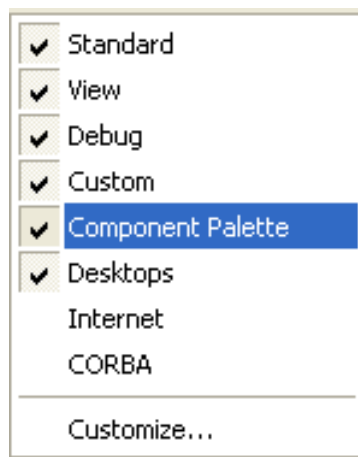 Standard
View
Debug
Custom
Component Palette
Desktops
Internet
CORBA
Customize...